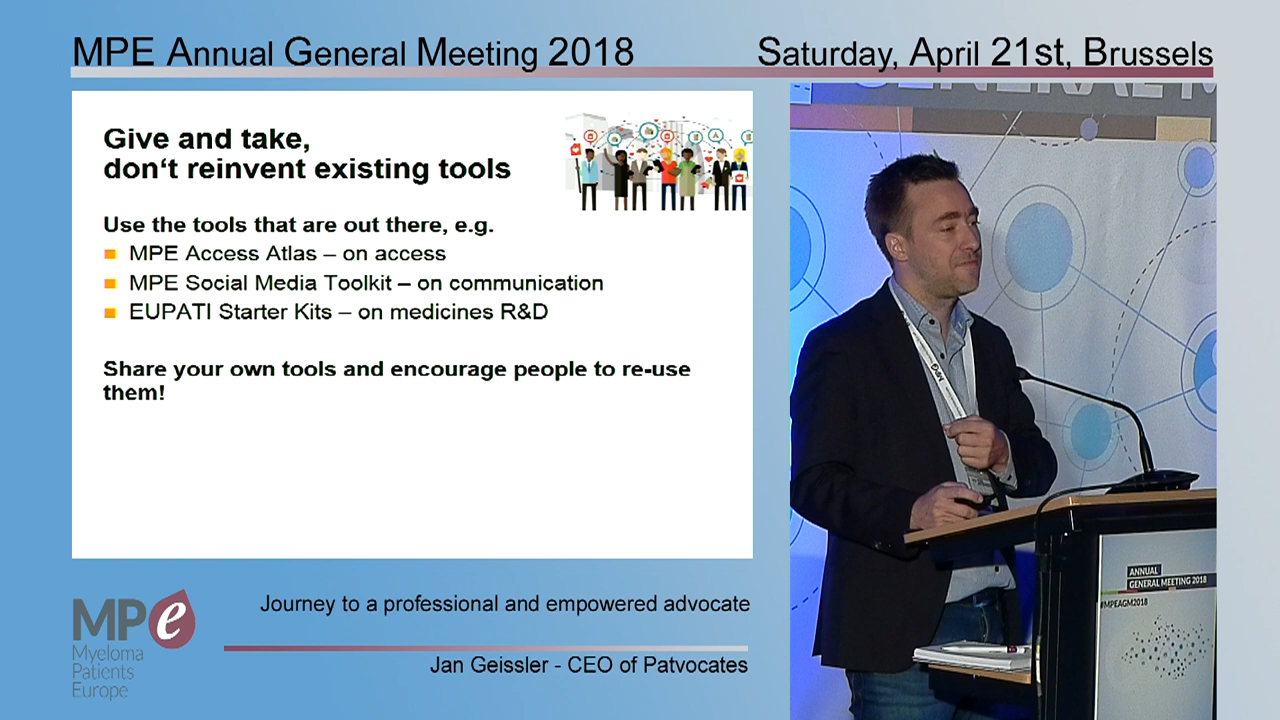 MPE Annual General Meeting 2018
Saturday, April 21st, Brussels
Give and take,
don‘t reinvent existing tools
Use the tools that are out there, e.g.
MPE Access Atlas – on access
MPE Social Media Toolkit – on communication
EUPATI Starter Kits – on medicines R&D
Share your own tools and encourage people to re-use
them!
MPe
Myeloma
Patients
Europe
Journey to a professional and empowered advocate
Jan Geissler - CEO of Patvocates
ANNUAL
GENERAL MEETING 2018
#MPEAGM2018